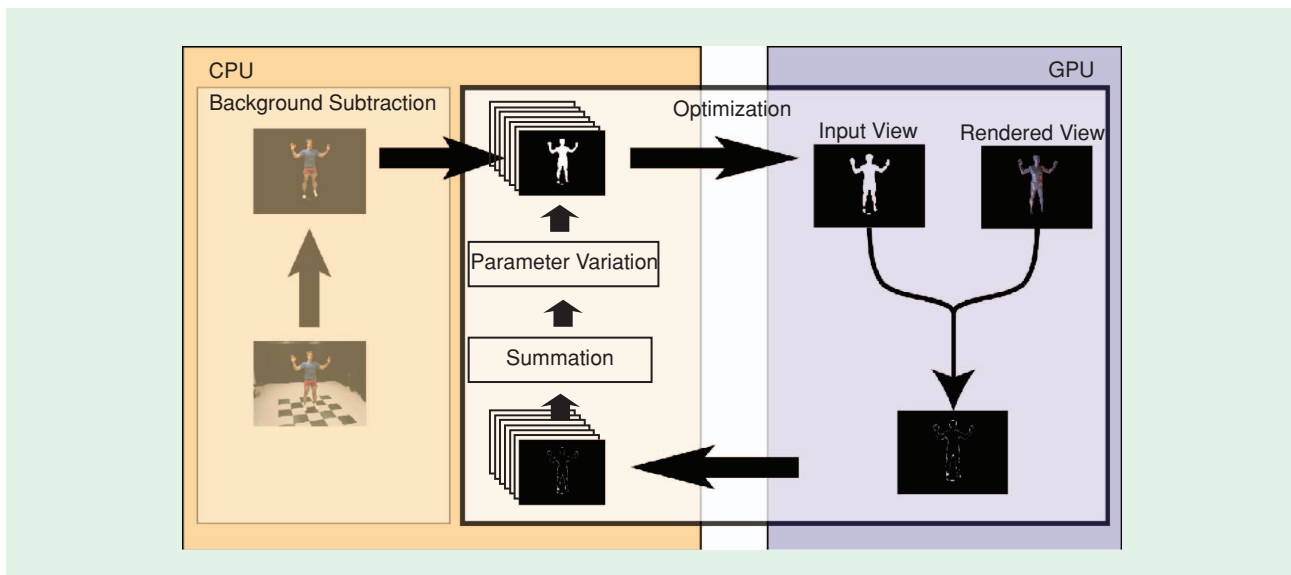 CPU
GPU
Background Subtraction
Optimization
Input View
Rendered View
Parameter Variation
Summation